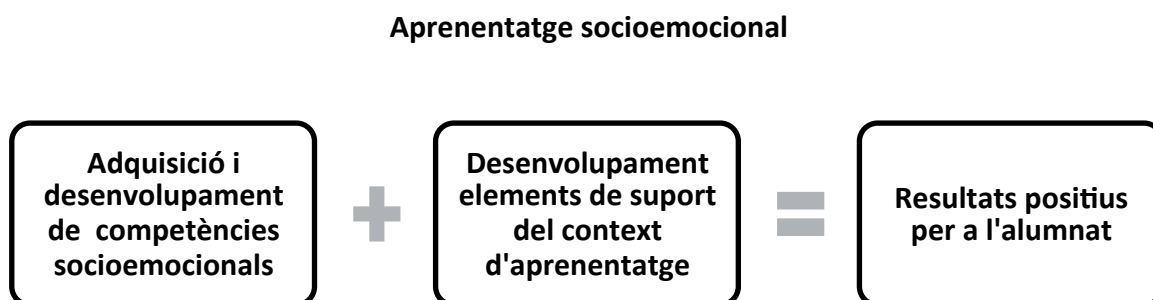 Aprenentatge socioemocional
Adquisició i
desenvolupament
de competències
socioemocionals
+
Desenvolupament
elements de suport
del context
d'aprenentatge
=
Resultats positius
per a l'alumnat